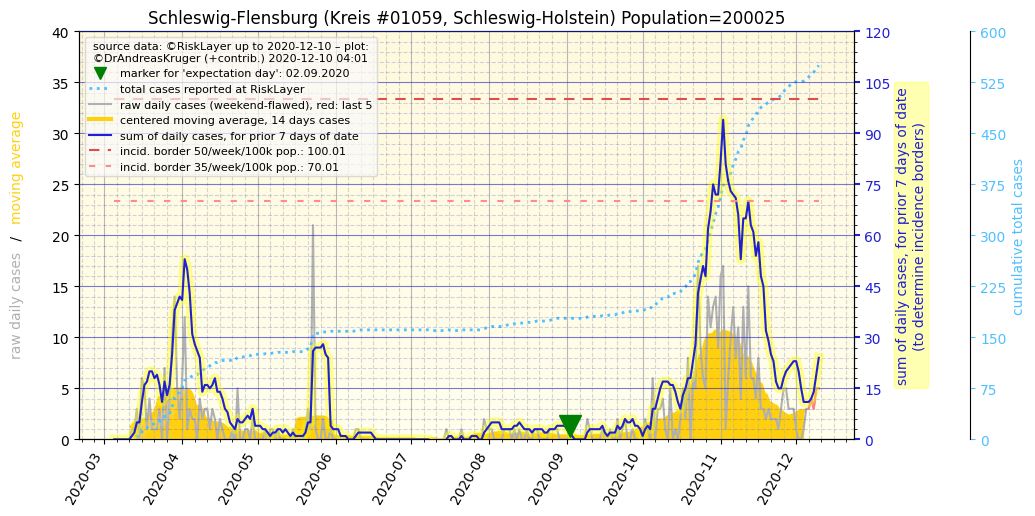 Schleswig-Flensburg (Kreis #01059, Schleswig-Holstein) Population=200025
source data: ©RiskLayer up to 2020-12-10 – plot:
©DrAndreasKruger (+contrib.) 2020-12-10 04:01
marker for 'expectation day': 02.09.2020
total cases reported at RiskLayer
raw daily cases (weekend-flawed), red: last 5
centered moving average, 14 days cases
sum of daily cases, for prior 7 days of date
incid. border 50/week/100k pop.: 100.01
incid. border 35/week/100k pop.: 70.01
raw daily cases / moving average
40
35
30
25
20
15
10
5
0
2020-03
2020-04
2020-05
2020-06
2020-07
2020-08
2020-09
2020-10
2020-11
2020-12
120
105
90
75
60
45
30
15
0
sum of daily cases, for prior 7 days of date
(to determine incidence borders)
600
525
450
375
300
225
150
75
0
cumulative total cases